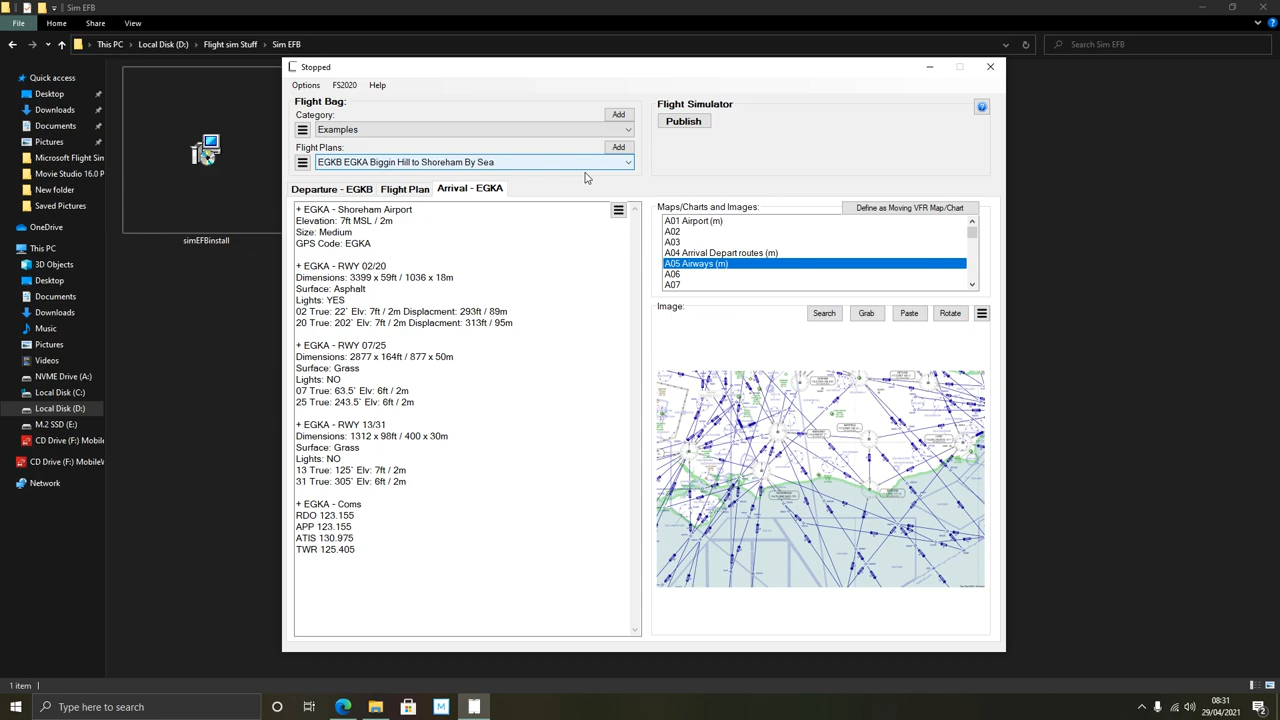 Sim EFB
File
Home
Share
View
This PC
Local Disk (D:)
Flight sim Stuff
Sim EFB
Search Sim EFB
Quick access
Desktop
Downloads
Documents
Pictures
Microsoft Flight Sim
Movie Studio 16.0 P
New folder
Saved Pictures
OneDrive
This PC
3D Objects
Desktop
Documents
Downloads
Music
Pictures
Videos
NVME Drive (A:)
Local Disk (C:)
Local Disk (D:)
M.2 SSD (E:)
CD Drive (F:) Mobile
CD Drive (F:) MobileW
Network
simEFBinstall
Stopped
Options
FS2020
Help
Flight Bag:
Category:
Add
Examples
Flight Plans:
Add
EGKB EGKA Biggin Hill to Shoreham By Sea
Departure - EGKB
Flight Plan
Arrival - EGKA
+ EGKA - Shoreham Airport
Elevation: 7ft MSL / 2m
Size: Medium
GPS Code: EGKA
+ EGKA - RWY 02/20
Dimensions: 3399 x 59ft / 1036 x 18m
Surface: Asphalt
Lights: YES
02 True: 22` Elv: 7ft / 2m Displacment: 293ft / 89m
20 True: 202` Elv: 7ft / 2m Displacment: 313ft / 95m
+ EGKA - RWY 07/25
Dimensions: 2877 x 164ft / 877 x 50m
Surface: Grass
Lights: NO
07 True: 63.5` Elv: 6ft / 2m
25 True: 243.5` Elv: 6ft / 2m
+ EGKA - RWY 13/31
Dimensions: 1312 x 98ft / 400 x 30m
Surface: Grass
Lights: NO
13 True: 125` Elv: 7ft / 2m
31 True: 305` Elv: 6ft / 2m
+ EGKA - Coms
RDO 123.155
APP 123.155
ATIS 130.975
TWR 125.405
Flight Simulator
Publish
Maps/Charts and Images:
Define as Moving VFR Map/Chart
A01 Airport (m)
A02
A03
A04 Arrival Depart routes (m)
A05 Airways (m)
A06
A07
Image:
Search
Grab
Paste
Rotate
1 item
Type here to search
08:31
29/04/2021
2